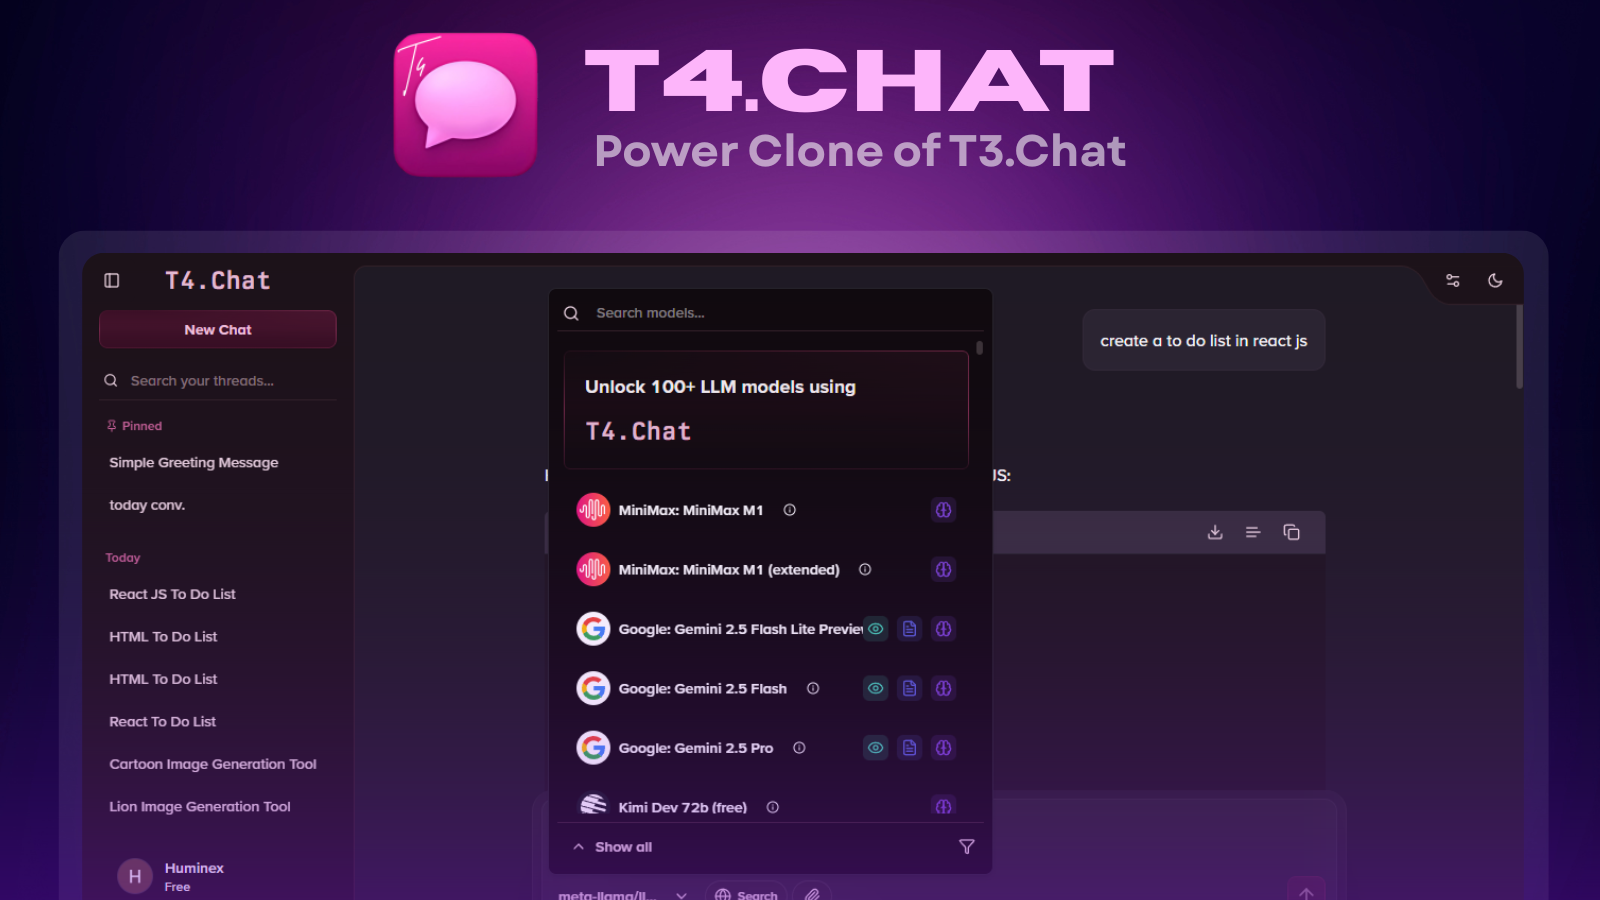 T4
T4.CHAT
Power Clone of T3.Chat
T4.Chat
New Chat
Search your threads...
Pinned
Simple Greeting Message
today conv.
Today
React JS To Do List
HTML To Do List
HTML To Do List
React To Do List
Cartoon Image Generation Tool
Lion Image Generation Tool
H
Huminex
Free
create a to do list in react js
JS:
Search models...
Unlock 100+ LLM models using
T4.Chat
MiniMax: MiniMax M1
MiniMax: MiniMax M1 (extended)
Google: Gemini 2.5 Flash Lite Preview
Google: Gemini 2.5 Flash
Google: Gemini 2.5 Pro
Kimi Dev 72b (free)
Show all
meta-llama/ll...
Search